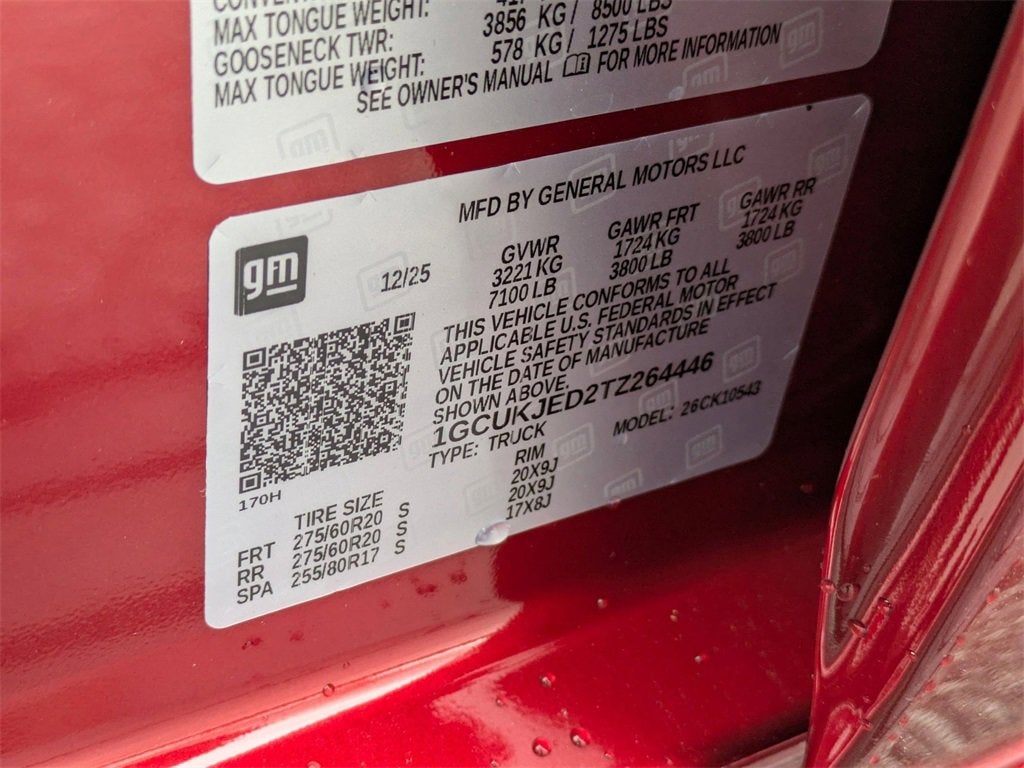 MAX TONGUE WEIGHT:
GOOSENECK TWR: 3856 KG / 8500 LBS
MAX TONGUE WEIGHT: 578 KG / 1275 LBS
SEE OWNER'S MANUAL FOR MORE INFORMATION
MFD BY GENERAL MOTORS LLC
gm
12/25
GVWR GAWR FRT GAWR RR
3221 KG 1724 KG 1724 KG
7100 LB 3800 LB 3800 LB
THIS VEHICLE CONFORMS TO ALL
APPLICABLE U.S. FEDERAL MOTOR
VEHICLE SAFETY STANDARDS IN EFFECT
ON THE DATE OF MANUFACTURE
SHOWN ABOVE.
1GCUKJED2TZ264446
TYPE: TRUCK MODEL: 26CK10543
170H
TIRE SIZE RIM
FRT 275/60R20 S 20X9J
RR 275/60R20 S 20X9J
SPA 255/80R17 S 17X8J